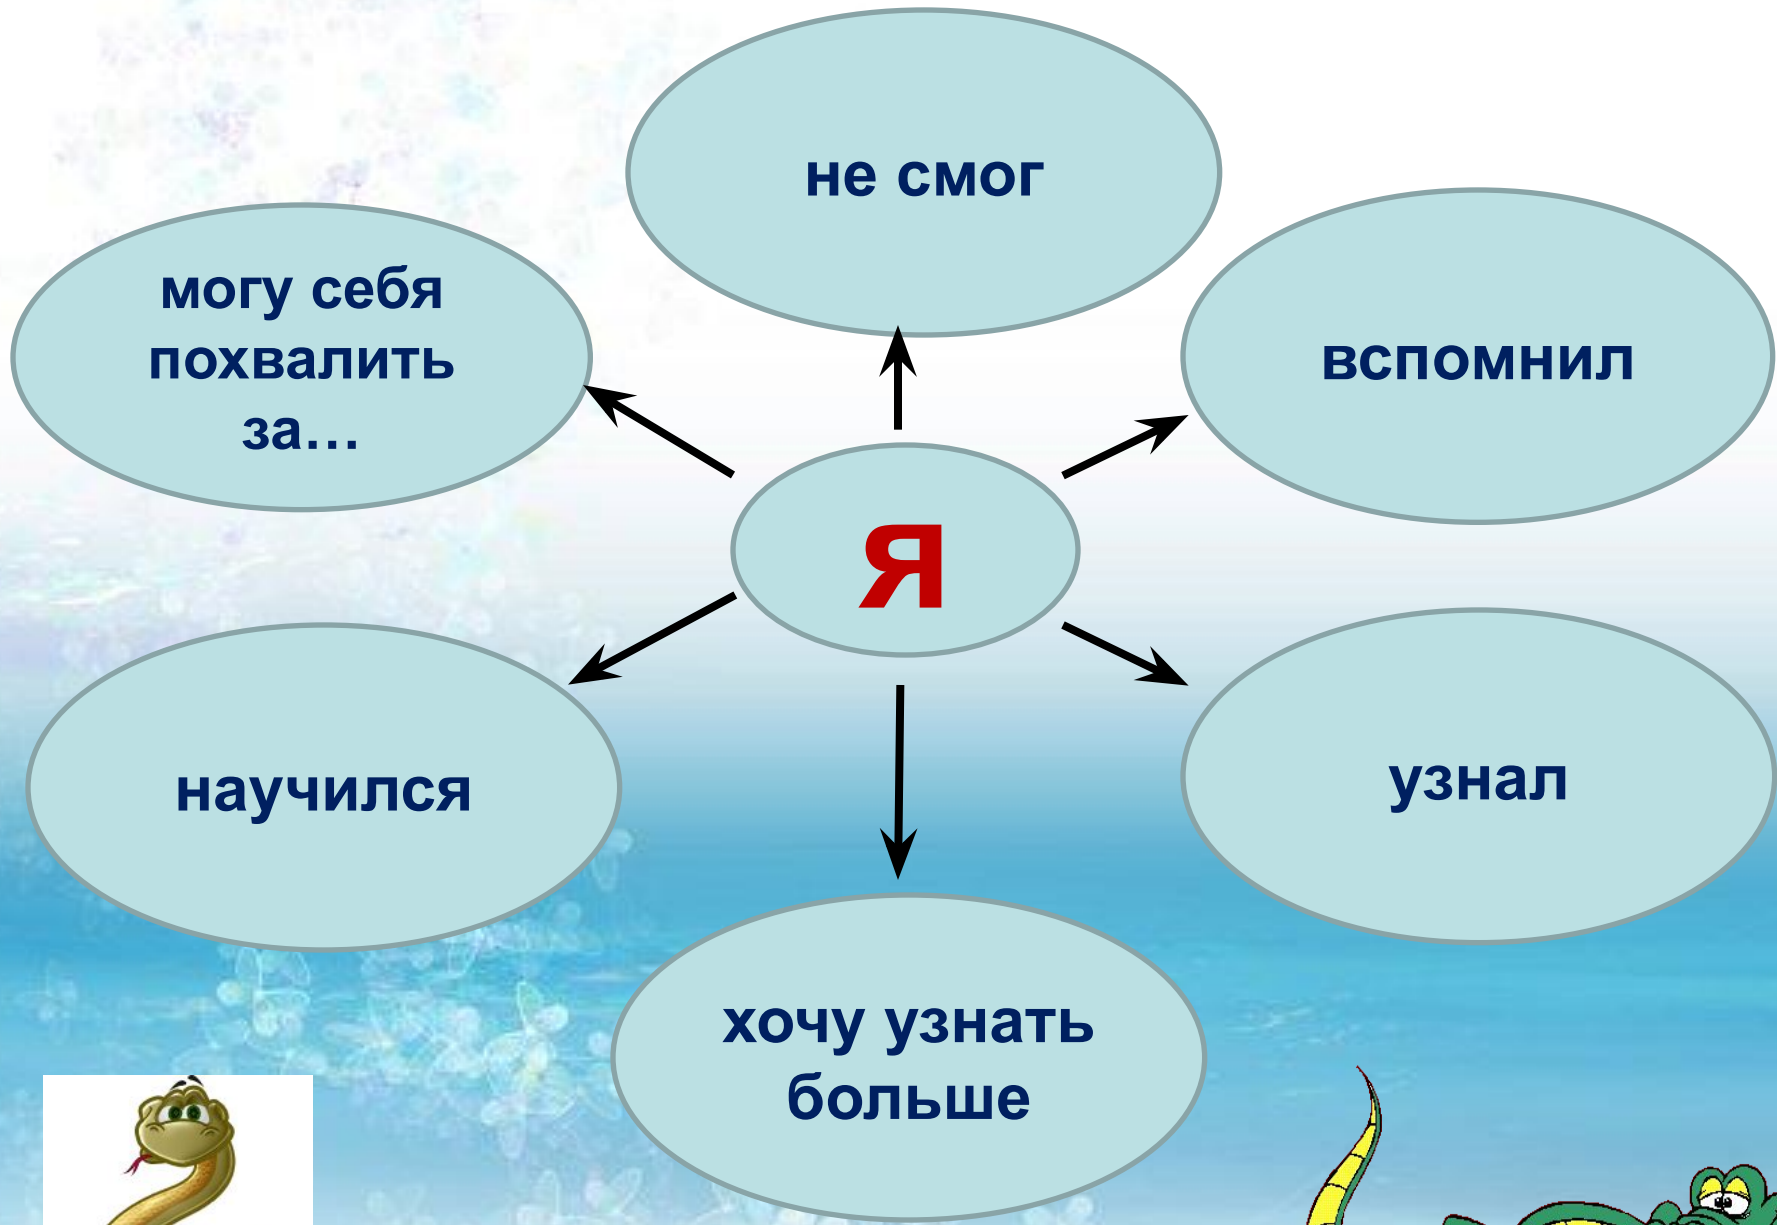 не смог
могу себя
похвалить
за…
вспомнил
я
научился
узнал
хочу узнать
больше